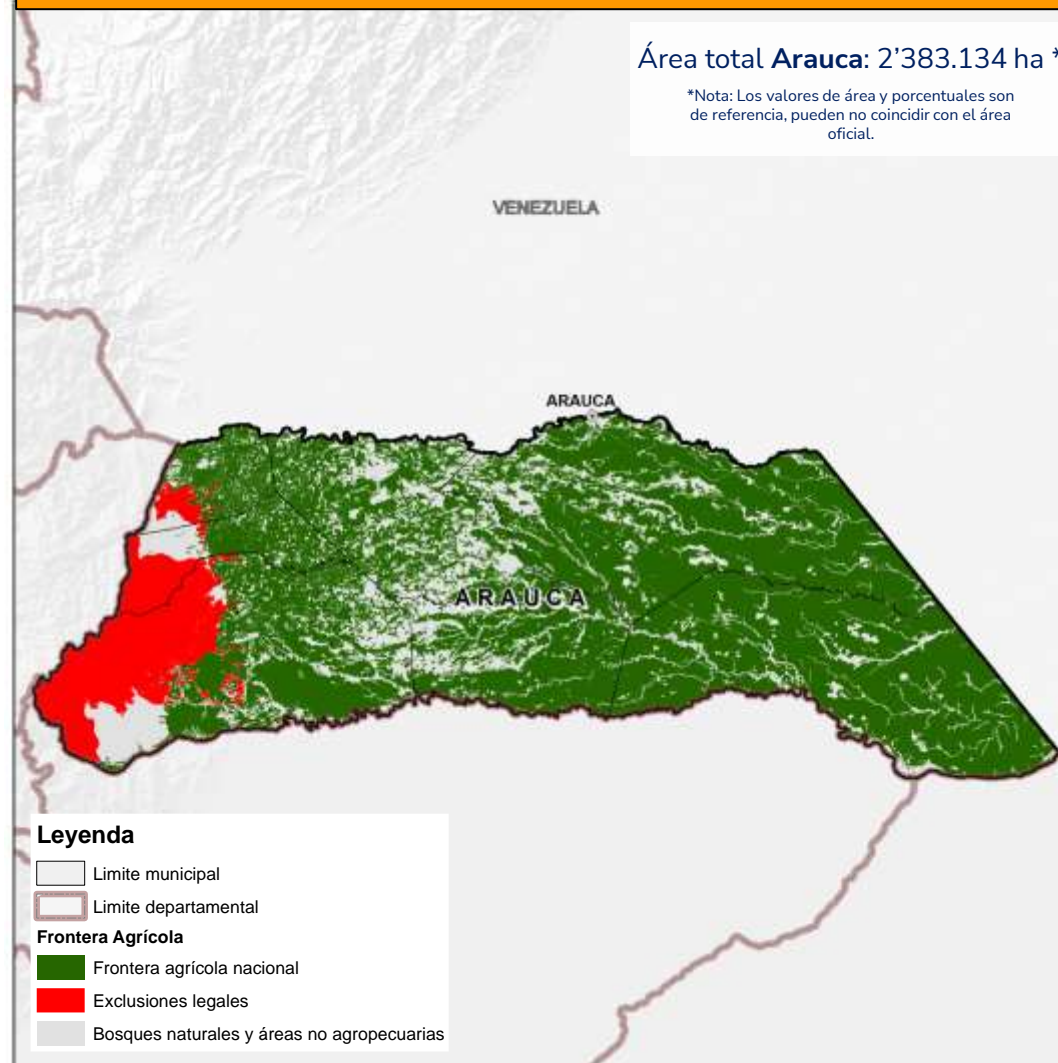 Área total Arauca: 2’383.134 ha *
*Nota: Los valores de área y porcentuales son
de referencia, pueden no coincidir con el área
oficial.
VENEZUELA
ARAUCA
ARAUCA
Leyenda
Limite municipal
Limite departamental
Frontera Agrícola
Frontera agrícola nacional
Exclusiones legales
Bosques naturales y áreas no agropecuarias